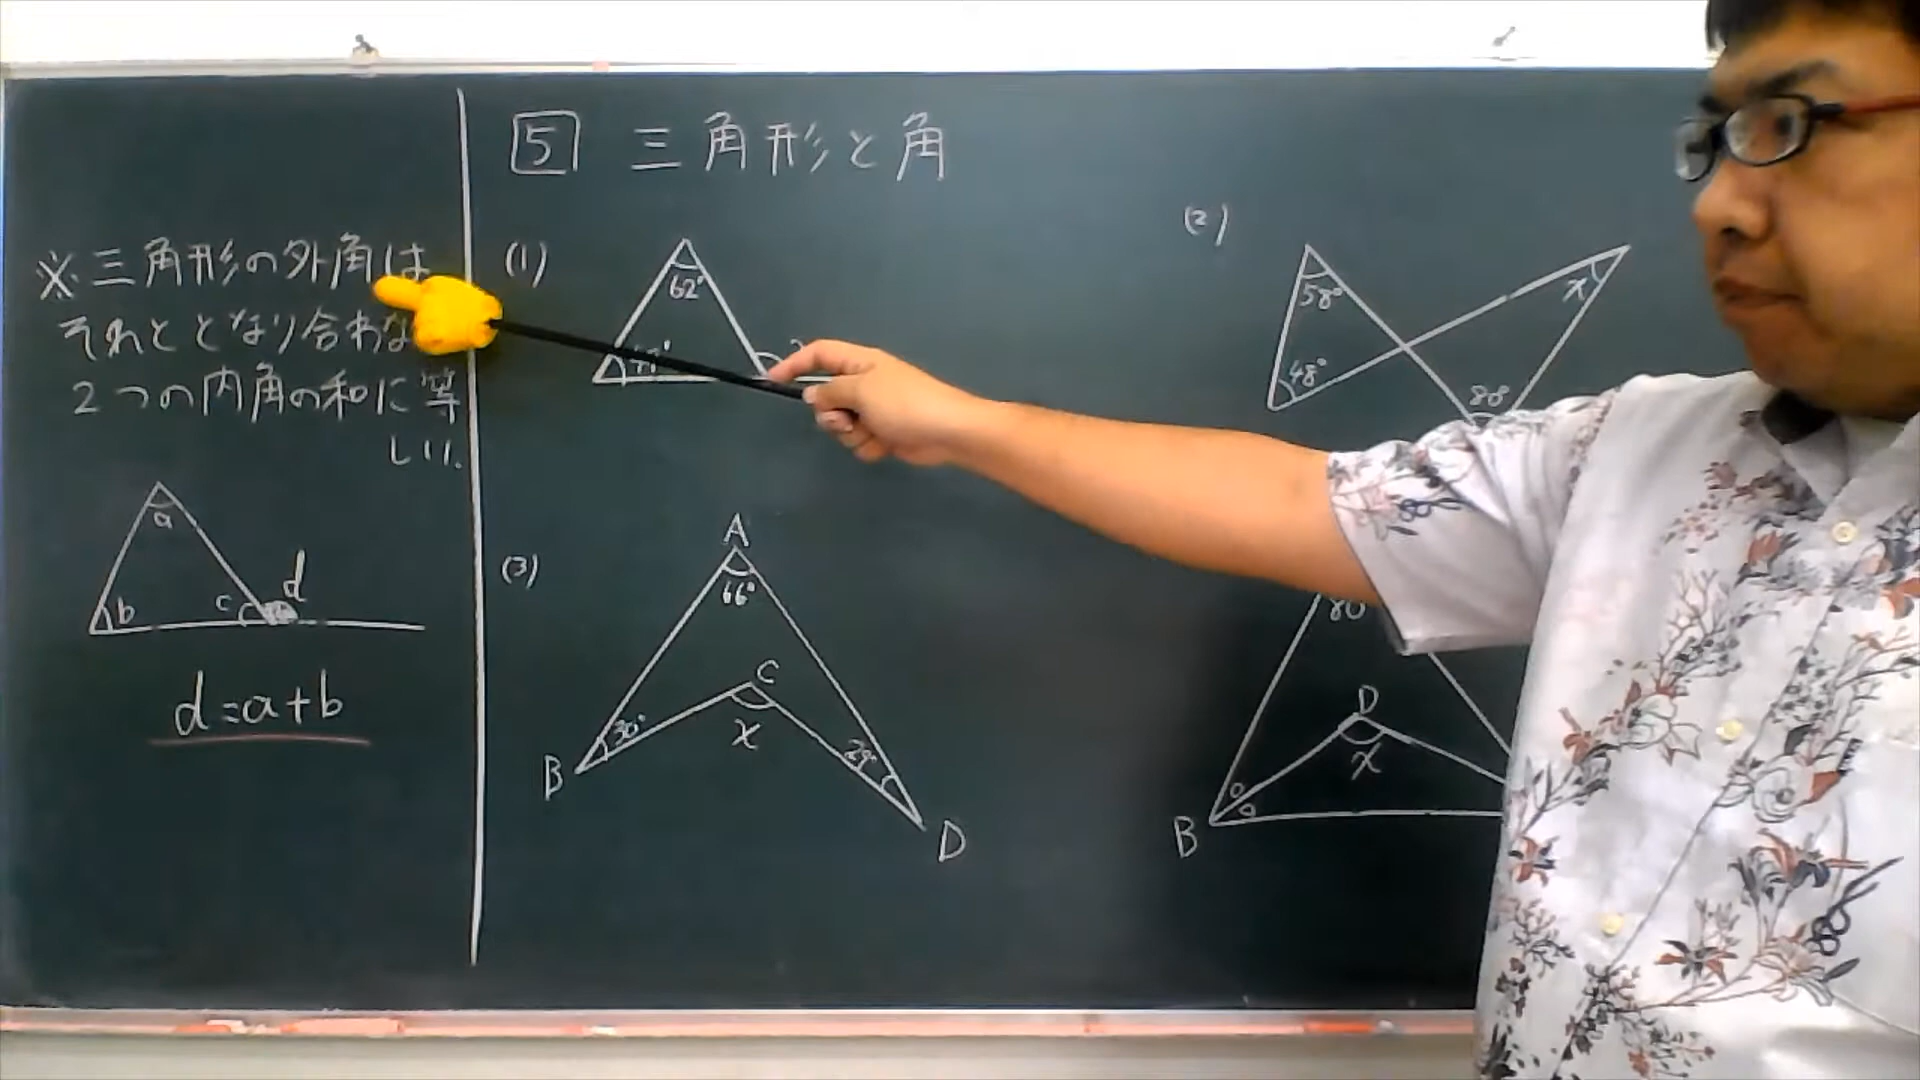 5 三角形と角
※三角形の外角は
それととなり合わな
2つの内角の和に等
しい.
a
b
c
d
d=a+b
(1)
62°
(2)
58°
48°
x
80°
(3)
A
66°
C
x
30°
29°
B
D
80
D
x
B